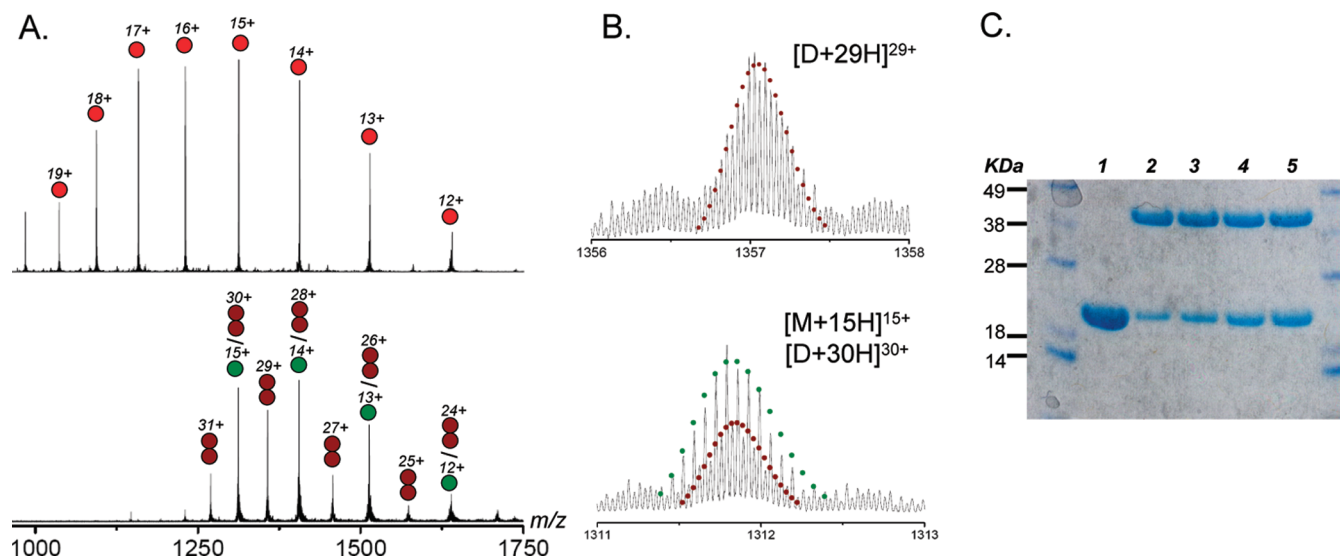 A.
17+ 16+ 15+
14+
18+
13+
19+
12+
30+ 28+
26+
/ /
15+ 29+ 14+
/
24+
13+
31+ 27+ /
25+ 12+
1000 1250 1500 1750 m/z
B.
[D+29H]29+
1356 1357 1358
[M+15H]15+
[D+30H]30+
1311 1312 1313
C.
KDa 1 2 3 4 5
49
38
28
18
14